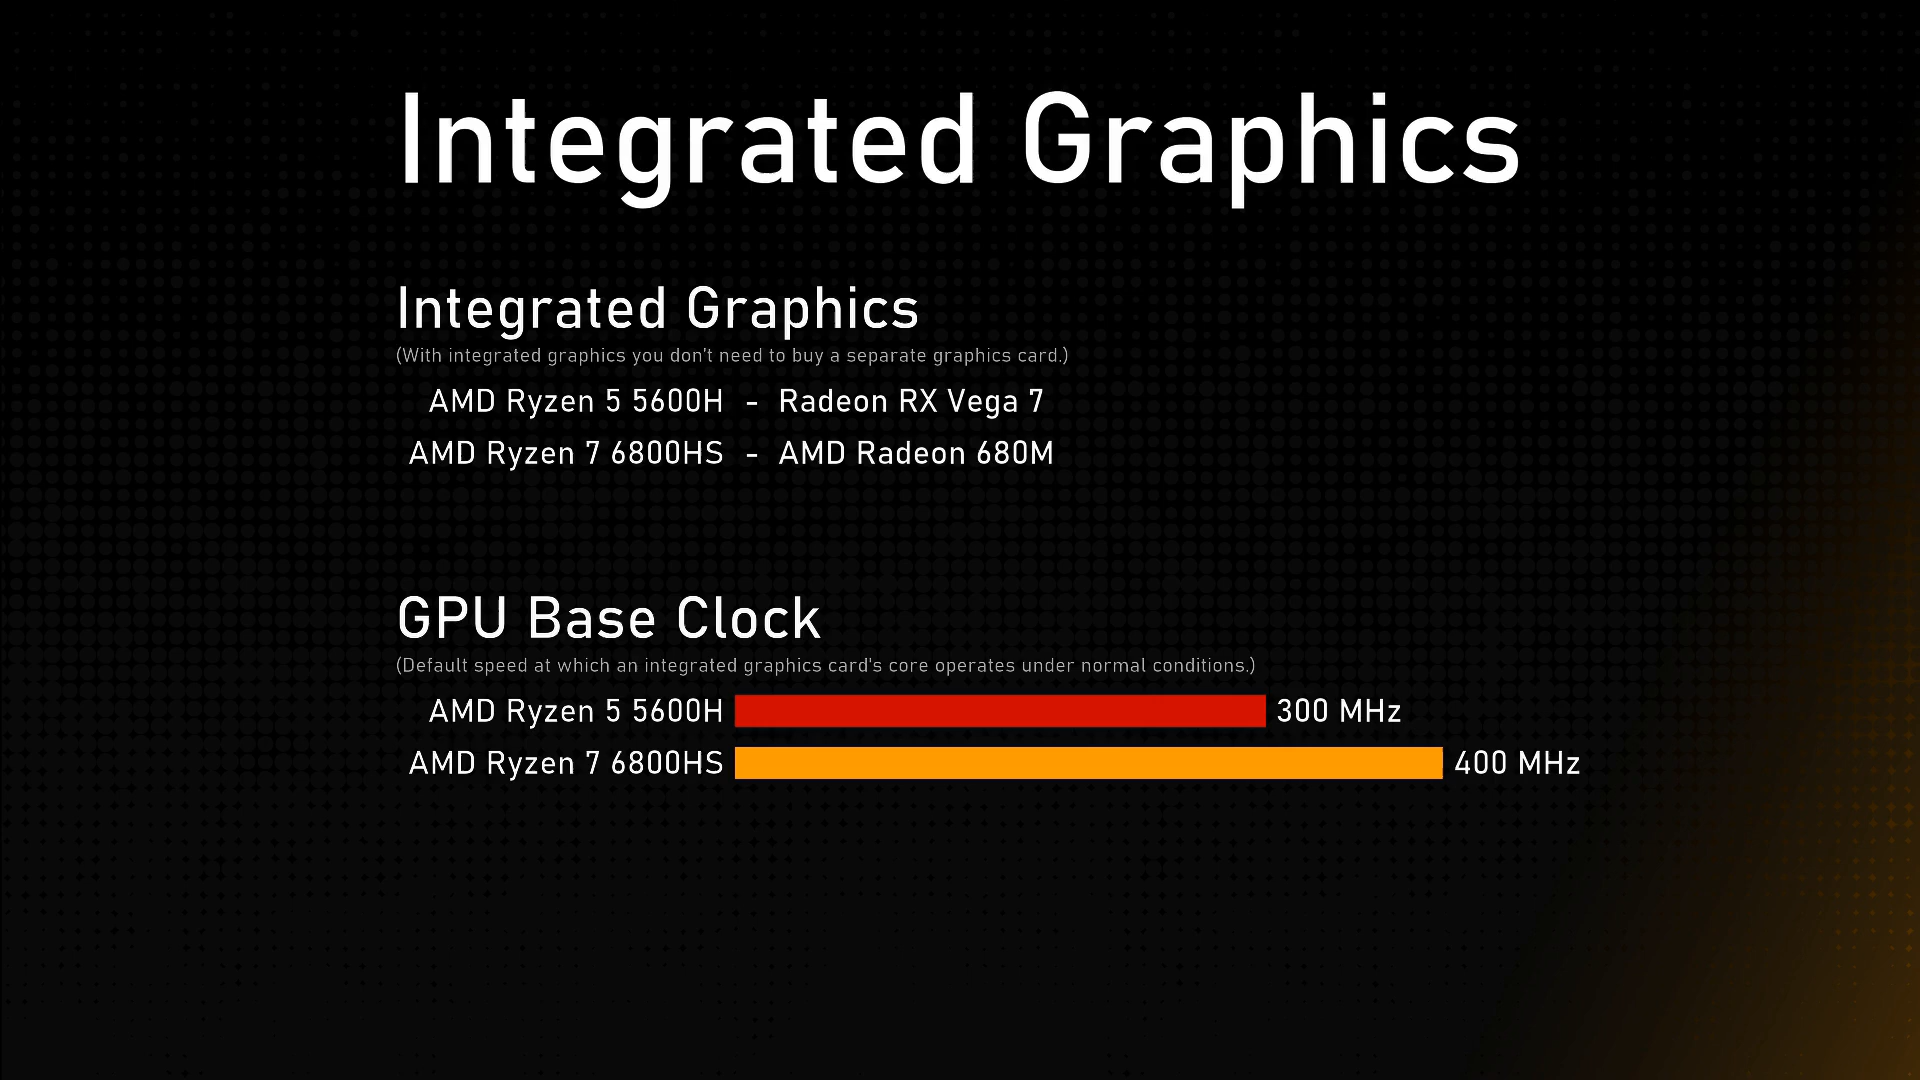 Integrated Graphics
Integrated Graphics
(With integrated graphics you don't need to buy a separate graphics card.)
AMD Ryzen 5 5600H - Radeon RX Vega 7
AMD Ryzen 7 6800HS - AMD Radeon 680M
GPU Base Clock
(Default speed at which an integrated graphics card's core operates under normal conditions.)
AMD Ryzen 5 5600H 300 MHz
AMD Ryzen 7 6800HS 400 MHz